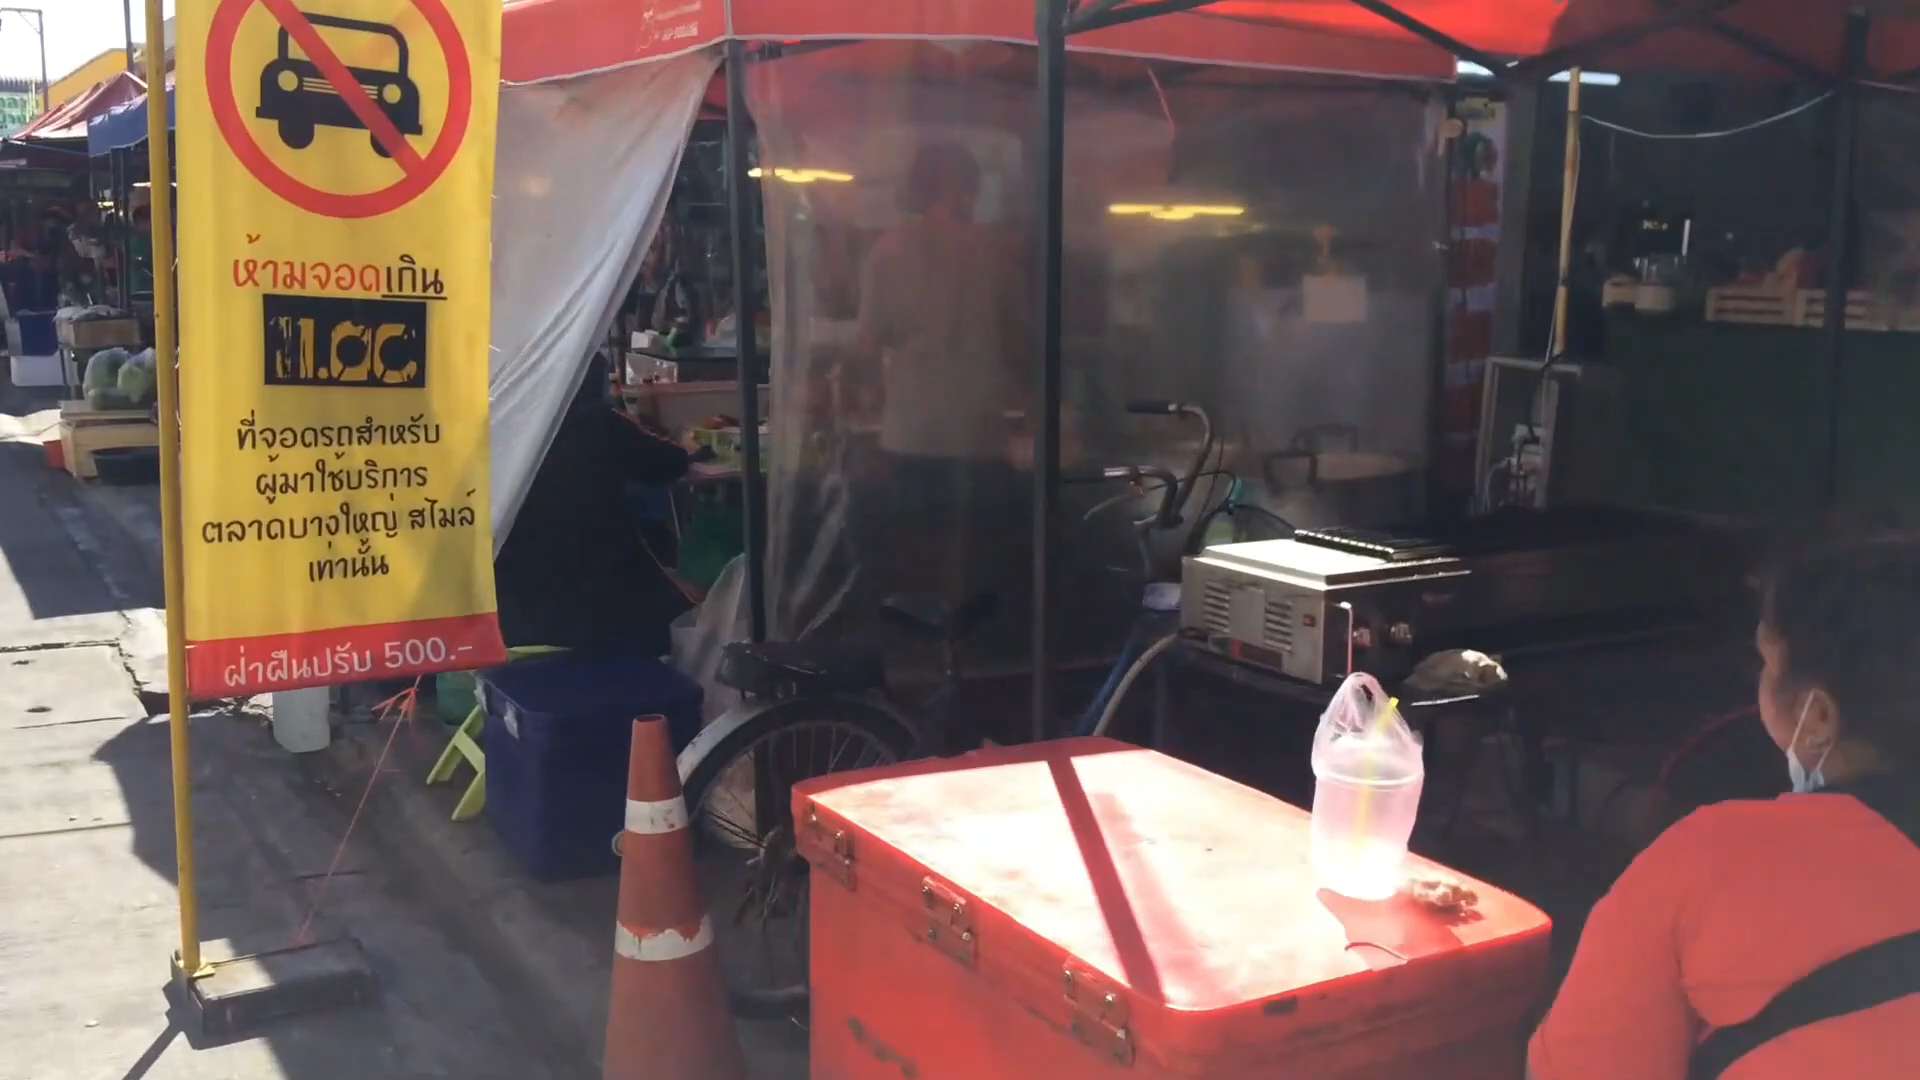 ห้ามจอดเกิน
ที่จอดรถสำหรับ
ผู้มาใช้บริการ
ตลาดบางใหญ่ สไมล์
เท่านั้น
ฝ่าฝืนปรับ 500.-